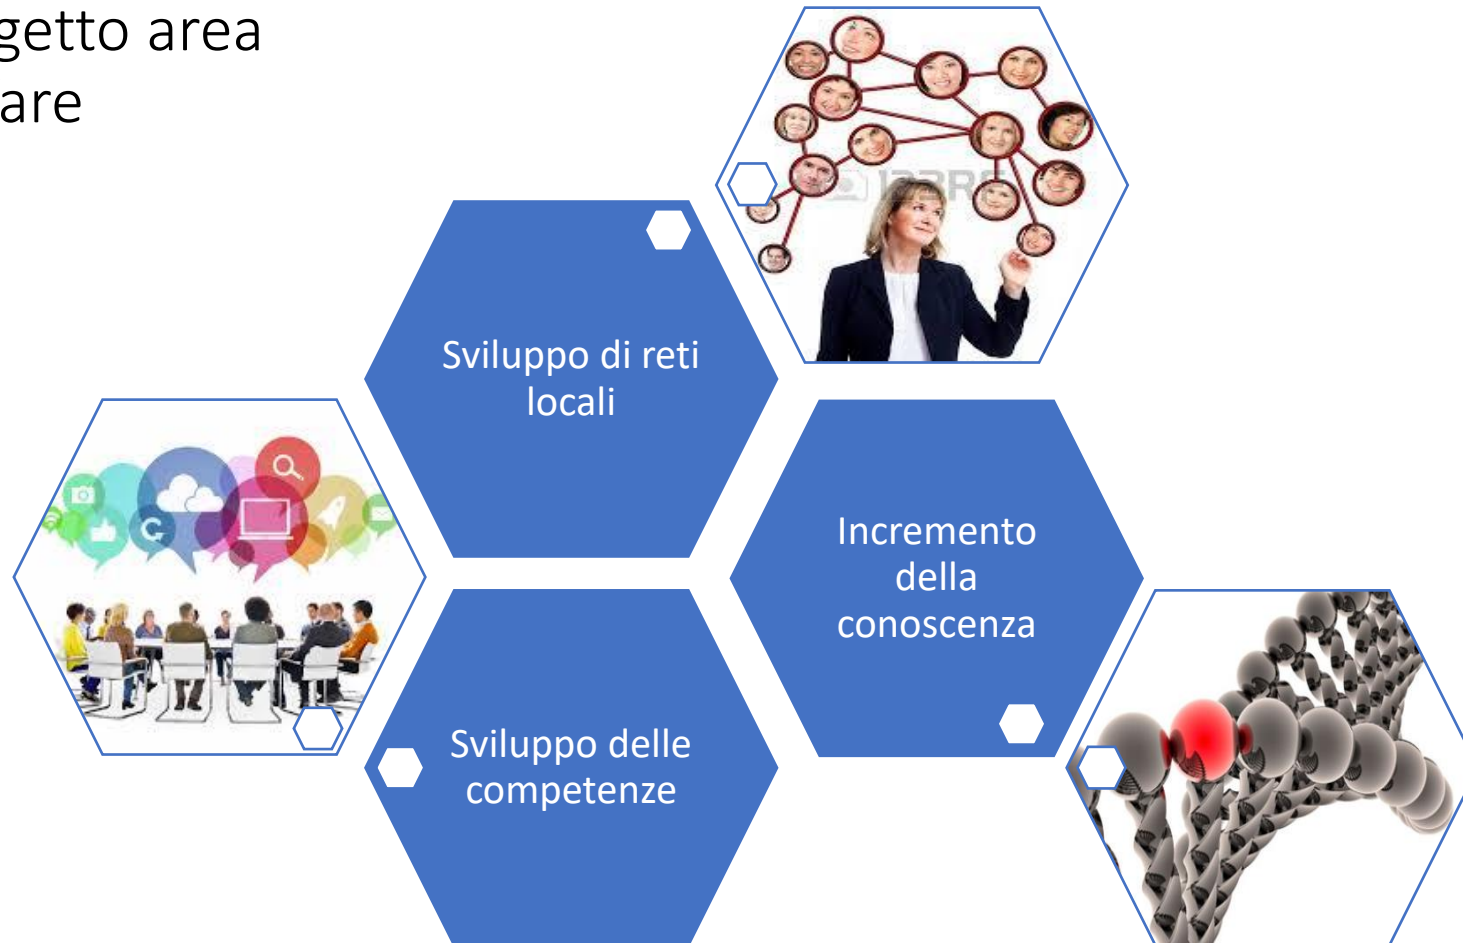 getto area
are
Sviluppo di reti
locali
Incremento
della
conoscenza
Sviluppo delle
competenze